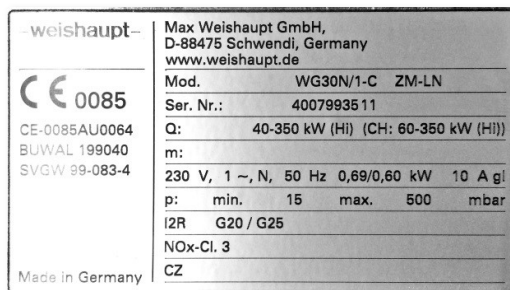 -weishaupt-
CE 0085
CE-0085AU0064
BUWAL 199040
SVGW 99-083-4
Made in Germany
Max Weishaupt GmbH,
D-88475 Schwendi, Germany
www.weishaupt.de
Mod. WG30N/1-C ZM-LN
Ser. Nr.: 4007993511
Q: 40-350 kW (Hi) (CH: 60-350 kW (Hi))
m:
230 V, 1 ~, N, 50 Hz 0,69/0,60 kW 10 A gl
p: min. 15 max. 500 mbar
I2R G20 / G25
NOx-Cl. 3
CZ